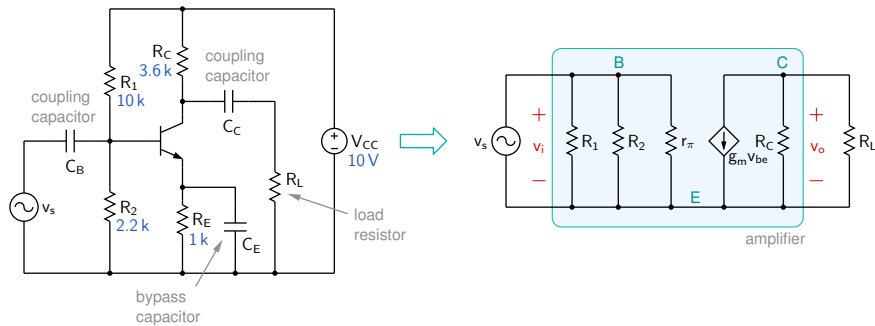 R_C
3.6 k
coupling
capacitor
R_1
10 k
coupling
capacitor
C_C
C_B
V_CC
10 V
R_L
v_s
R_2
2.2 k
R_E
1 k
C_E
load
resistor
bypass
capacitor
B
C
+
+
v_s
v_i
R_1
R_2
r_π
g_m v_be
R_C
v_o
R_L
−
−
E
amplifier